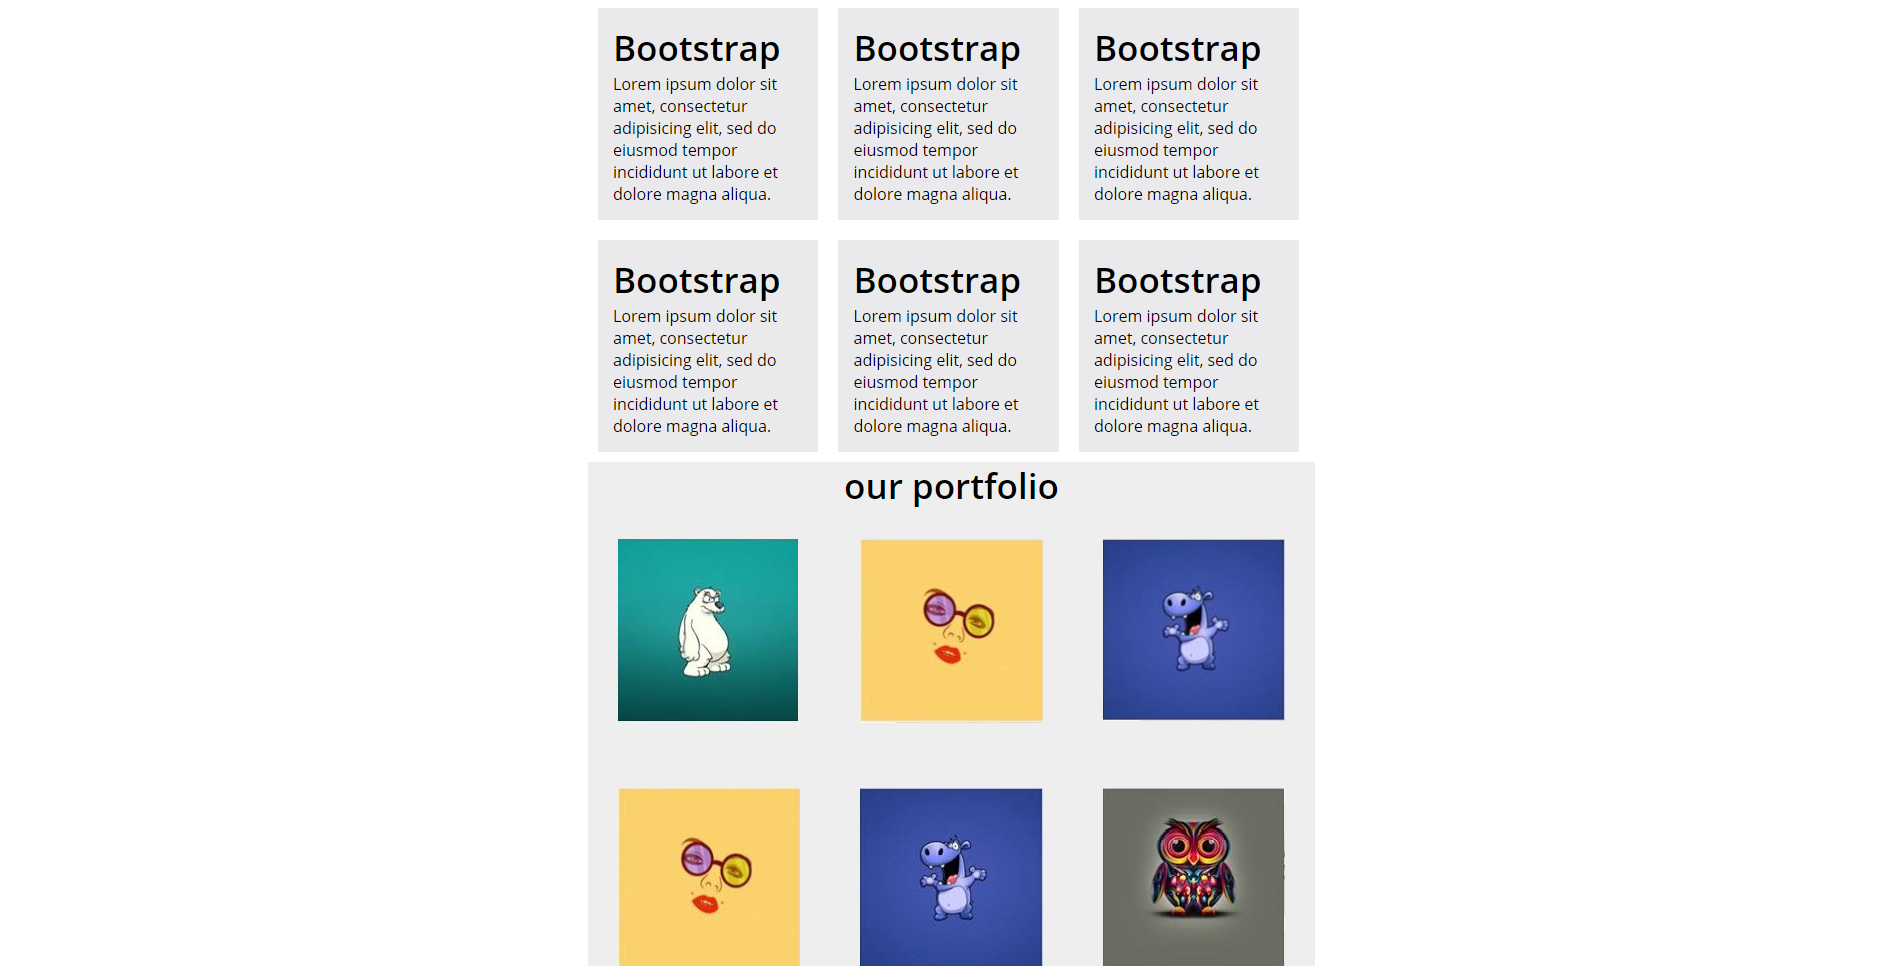 Bootstrap
Lorem ipsum dolor sit
amet, consectetur
adipisicing elit, sed do
eiusmod tempor
incididunt ut labore et
dolore magna aliqua.
Bootstrap
Lorem ipsum dolor sit
amet, consectetur
adipisicing elit, sed do
eiusmod tempor
incididunt ut labore et
dolore magna aliqua.
Bootstrap
Lorem ipsum dolor sit
amet, consectetur
adipisicing elit, sed do
eiusmod tempor
incididunt ut labore et
dolore magna aliqua.
Bootstrap
Lorem ipsum dolor sit
amet, consectetur
adipisicing elit, sed do
eiusmod tempor
incididunt ut labore et
dolore magna aliqua.
Bootstrap
Lorem ipsum dolor sit
amet, consectetur
adipisicing elit, sed do
eiusmod tempor
incididunt ut labore et
dolore magna aliqua.
Bootstrap
Lorem ipsum dolor sit
amet, consectetur
adipisicing elit, sed do
eiusmod tempor
incididunt ut labore et
dolore magna aliqua.
our portfolio